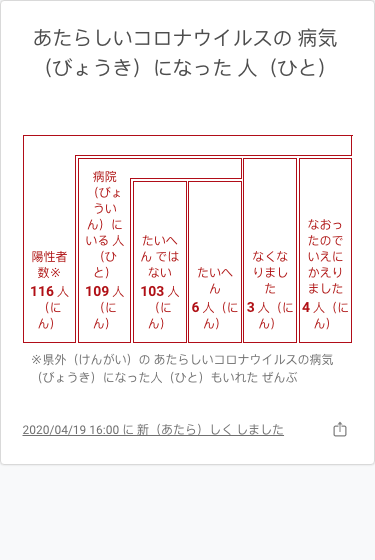 あたらしいコロナウイルスの 病気
（びょうき）になった 人（ひと）
陽性者
数※
116 人
（に
ん）
病院
（びょ
うい
ん）に
いる 人
（ひ
と）
109 人
（に
ん）
たいへ
ん では
ない
103 人
（に
ん）
たいへ
ん
6 人（に
ん）
なくな
りまし
た
3 人（に
ん）
なおっ
たので
いえに
かえり
ました
4 人（に
ん）
※県外（けんがい）の あたらしいコロナウイルスの病気
（びょうき）になった人（ひと）もいれた ぜんぶ
2020/04/19 16:00 に 新（あたら）しく しました